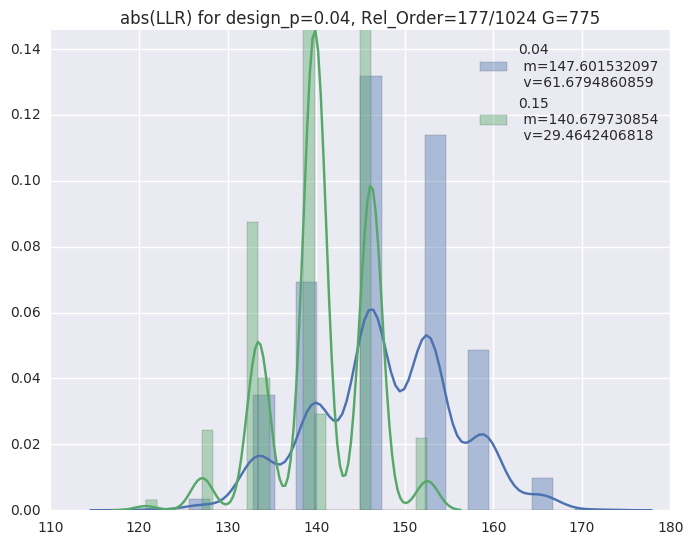 abs(LLR) for design_p=0.04, Rel_Order=177/1024 G=775
0.04
m=147.601532097
v=61.6794860859
0.15
m=140.679730854
v=29.4642406818
0.14
0.12
0.10
0.08
0.06
0.04
0.02
0.00
110 120 130 140 150 160 170 180